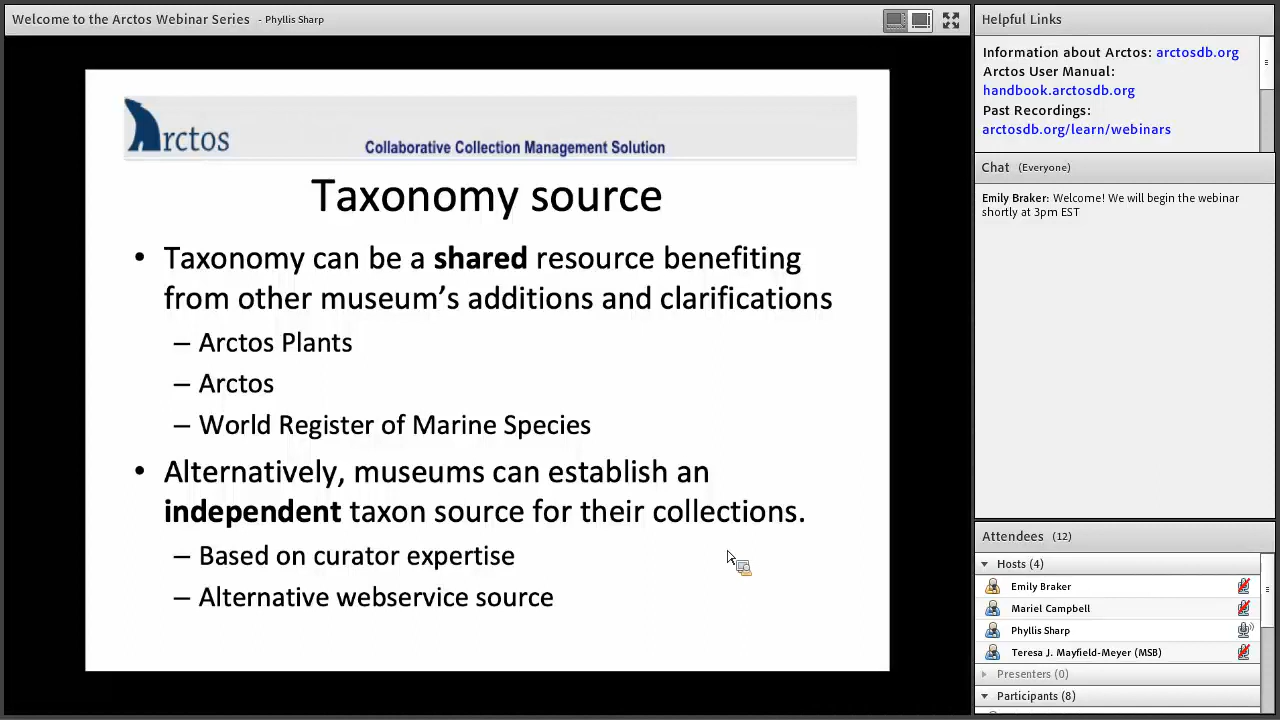 Welcome to the Arctos Webinar Series - Phyllis Sharp
Arctos
Collaborative Collection Management Solution
Taxonomy source
• Taxonomy can be a shared resource benefiting
from other museum's additions and clarifications
– Arctos Plants
– Arctos
– World Register of Marine Species
• Alternatively, museums can establish an
independent taxon source for their collections.
– Based on curator expertise
– Alternative webservice source
Helpful Links
Information about Arctos: arctosdb.org
Arctos User Manual:
handbook.arctosdb.org
Past Recordings:
arctosdb.org/learn/webinars
Chat (Everyone)
Emily Braker: Welcome! We will begin the webinar
shortly at 3pm EST
Attendees (12)
Hosts (4)
Emily Braker
Mariel Campbell
Phyllis Sharp
Teresa J. Mayfield-Meyer (MSB)
Presenters (0)
Participants (8)